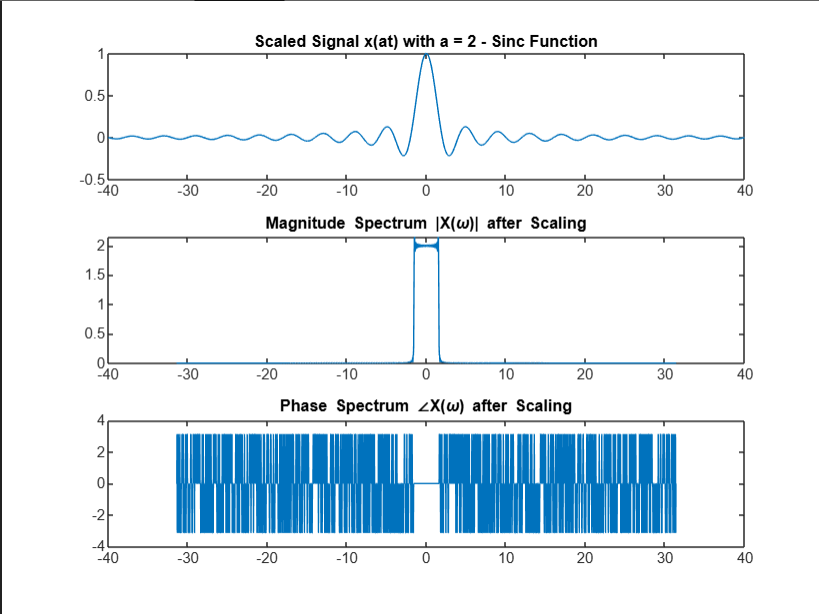 Scaled Signal x(at) with a = 2 - Sinc Function
1
0.5
0
-0.5
-40 -30 -20 -10 0 10 20 30 40
Magnitude Spectrum |X(ω)| after Scaling
2
1.5
1
0.5
0
-40 -30 -20 -10 0 10 20 30 40
Phase Spectrum ∠X(ω) after Scaling
4
2
0
-2
-4
-40 -30 -20 -10 0 10 20 30 40